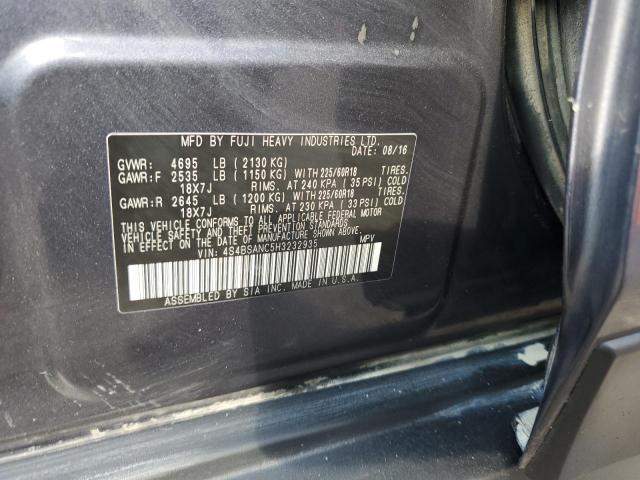 MFD BY FUJI HEAVY INDUSTRIES LTD.
DATE: 08/16
GVWR: 4695 LB ( 2130 KG)
GAWR:F 2535 LB ( 1150 KG) WITH 225/60R18 TIRES.
18X7J RIMS. AT 240 KPA ( 35 PSI) COLD
GAWR:R 2645 LB ( 1200 KG) WITH 225/60R18 TIRES.
18X7J RIMS. AT 230 KPA ( 33 PSI) COLD
THIS VEHICLE CONFORMS TO ALL APPLICABLE FEDERAL MOTOR
VEHICLE SAFETY AND THEFT PREVENTION STANDARDS
IN EFFECT ON THE DATE OF MANUFACTURE SHOWN ABOVE.
VIN: 4S4BSANC5H3232935 MPV
ASSEMBLED BY SIA INC. MADE IN U.S.A.